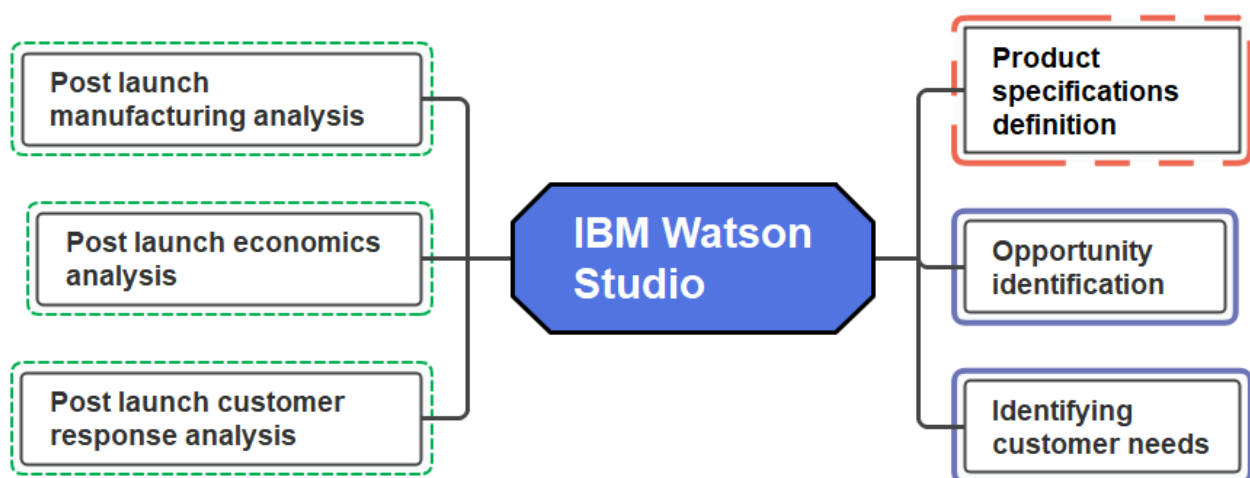 Post launch
manufacturing analysis
Post launch economics
analysis
Post launch customer
response analysis
IBM Watson
Studio
Product
specifications
definition
Opportunity
identification
Identifying
customer needs